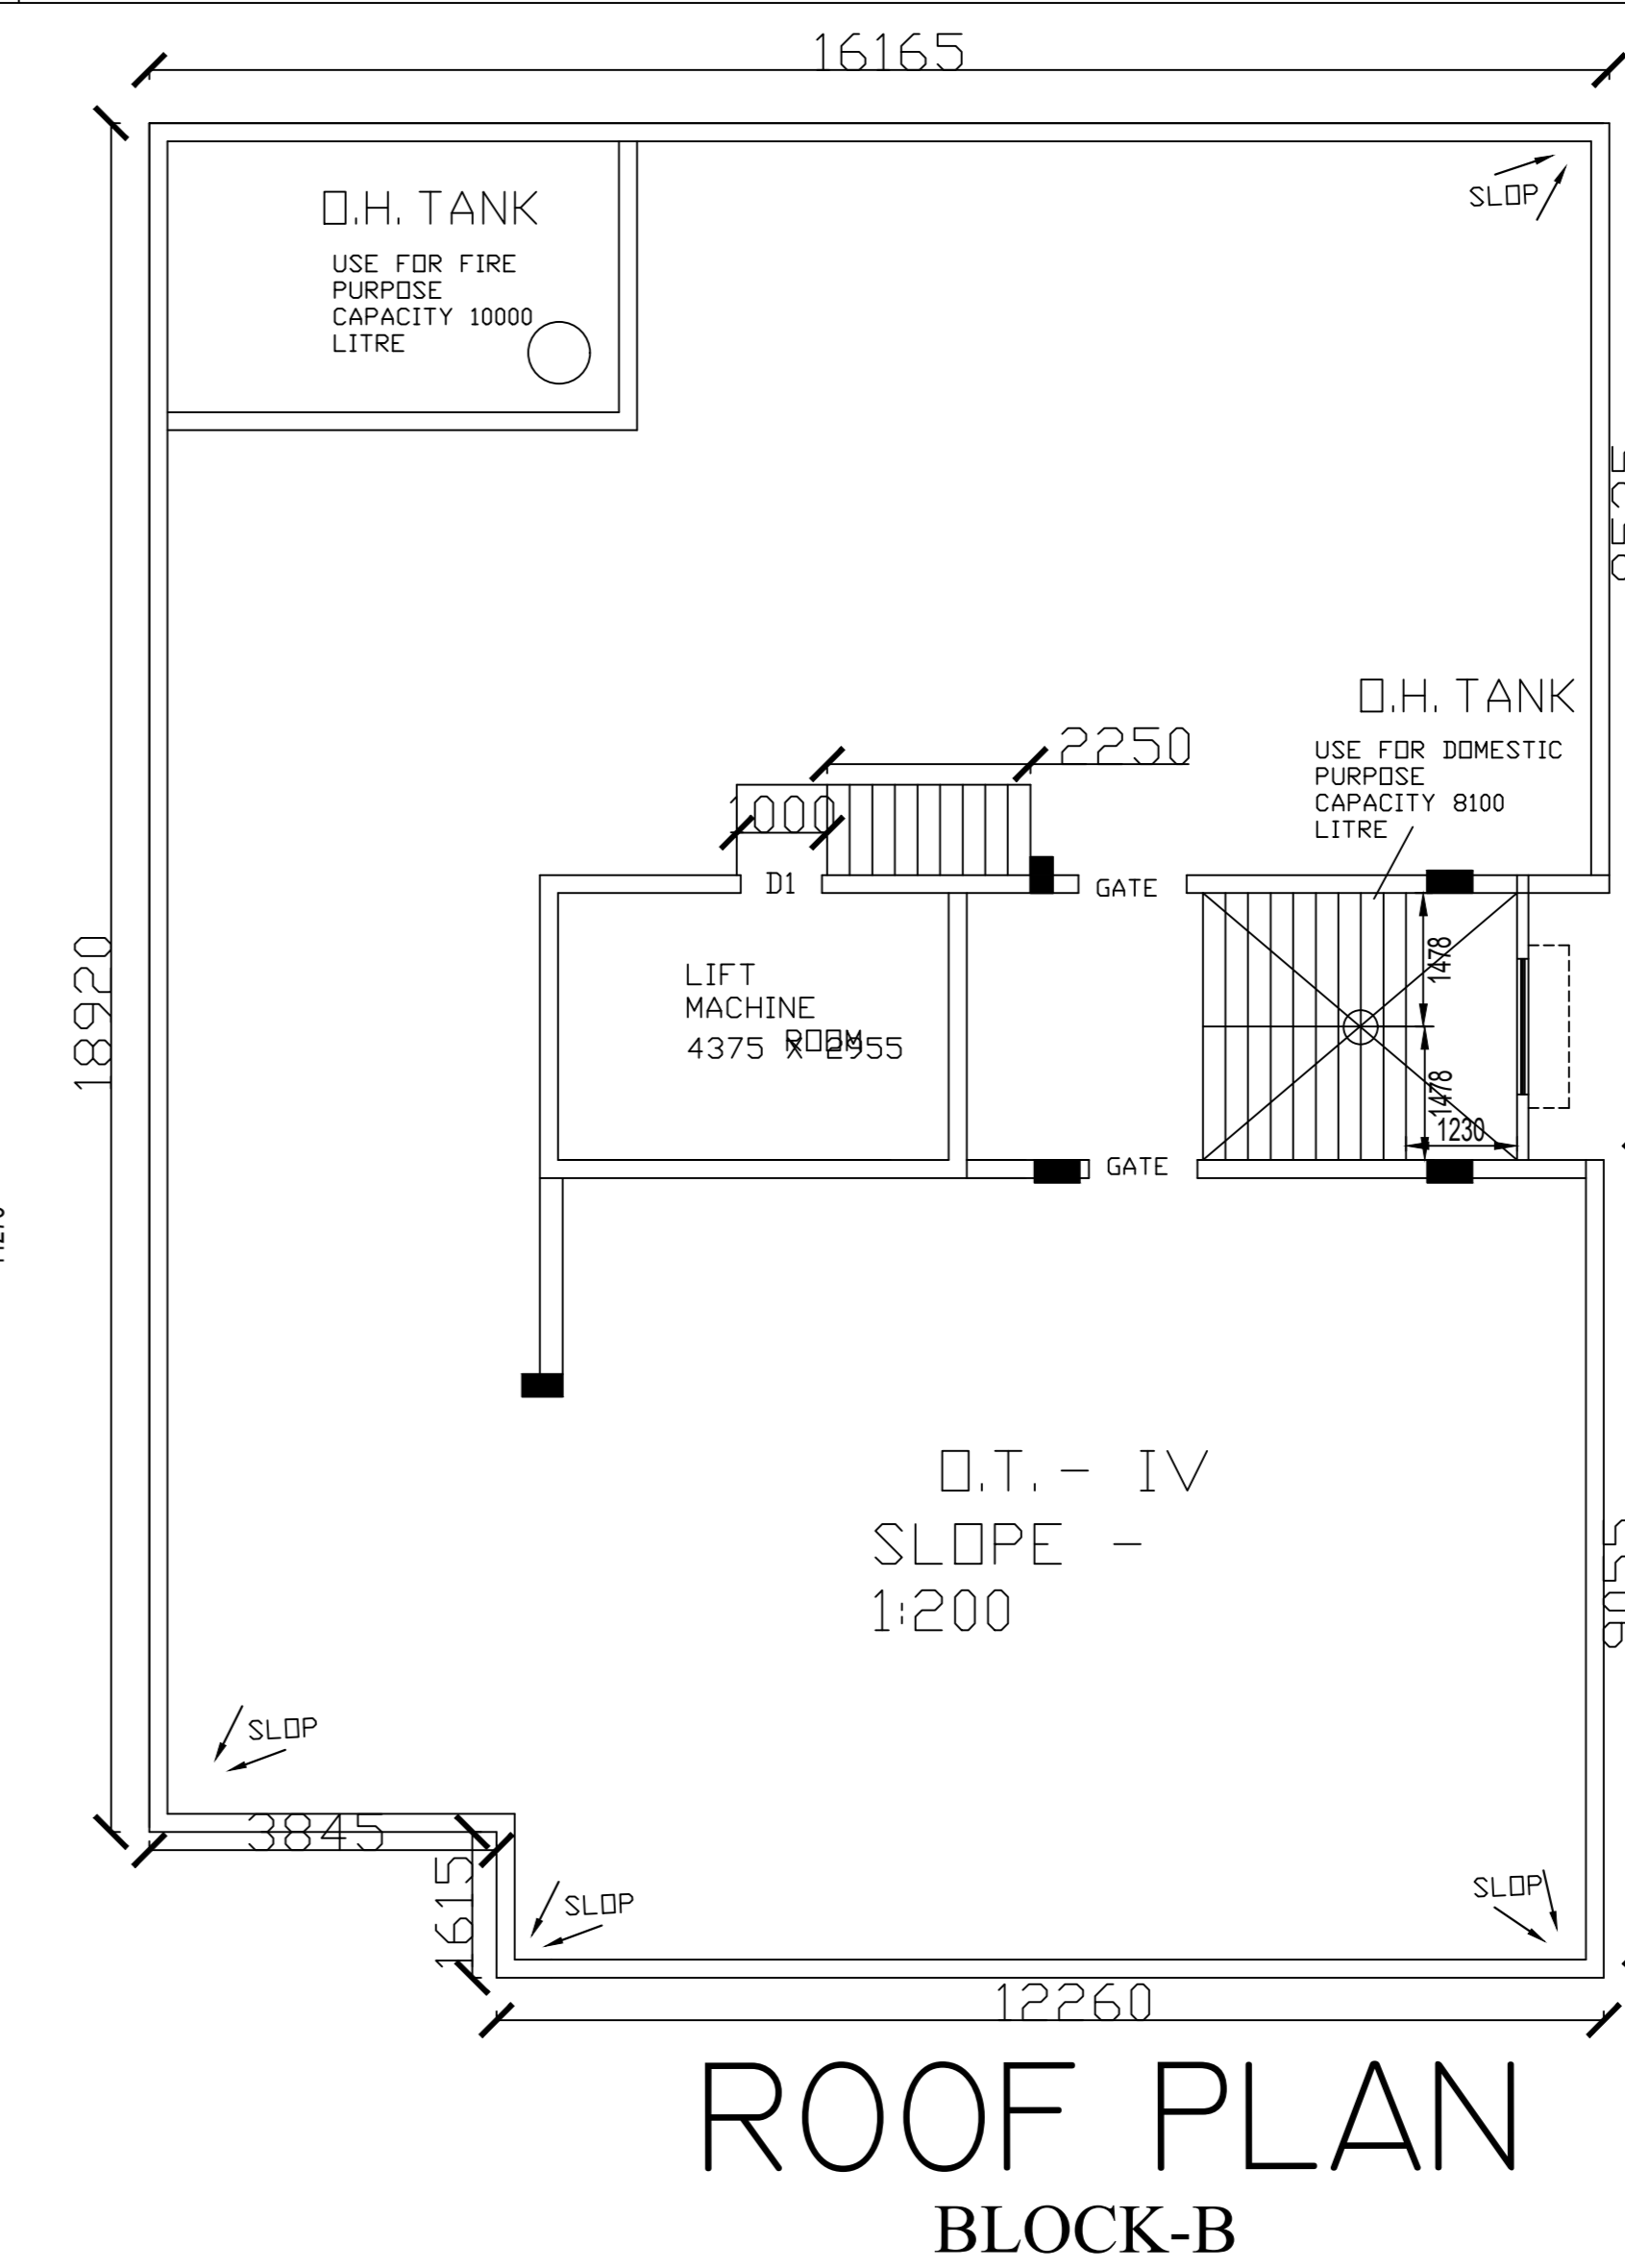 16165
O.H. TANK
USE FOR FIRE
PURPOSE
CAPACITY 10000
LITRE
SLOP
O.H. TANK
USE FOR DOMESTIC
PURPOSE
CAPACITY 8100
LITRE
2250
1000
D1
GATE
18920
LIFT
MACHINE
ROOM
4375 X 2955
1478
1478
1230
GATE
O.T. - IV
SLOPE -
1:200
SLOP
3845
1615
SLOP
SLOP
12260
ROOF PLAN
BLOCK-B